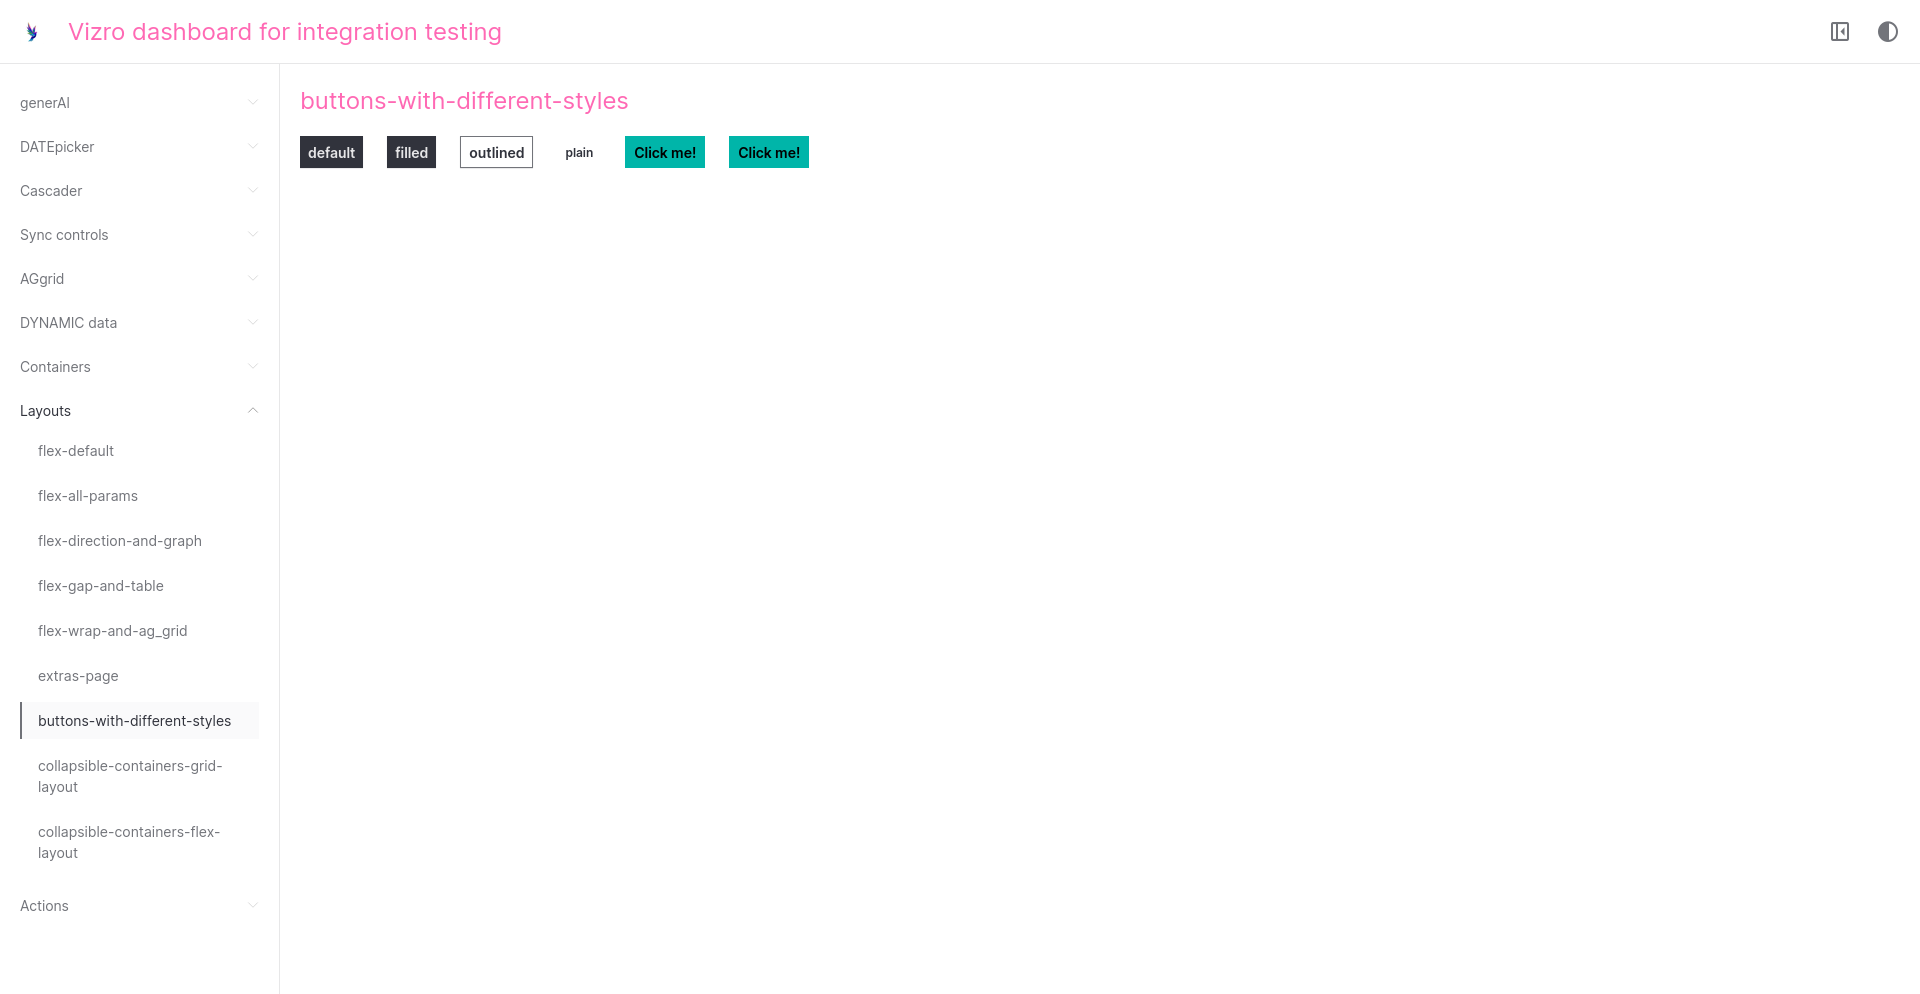 Vizro dashboard for integration testing
generAI
DATEpicker
Cascader
Sync controls
AGgrid
DYNAMIC data
Containers
Layouts
flex-default
flex-all-params
flex-direction-and-graph
flex-gap-and-table
flex-wrap-and-ag_grid
extras-page
buttons-with-different-styles
collapsible-containers-grid-
layout
collapsible-containers-flex-
layout
Actions
buttons-with-different-styles
default filled outlined plain Click me! Click me!